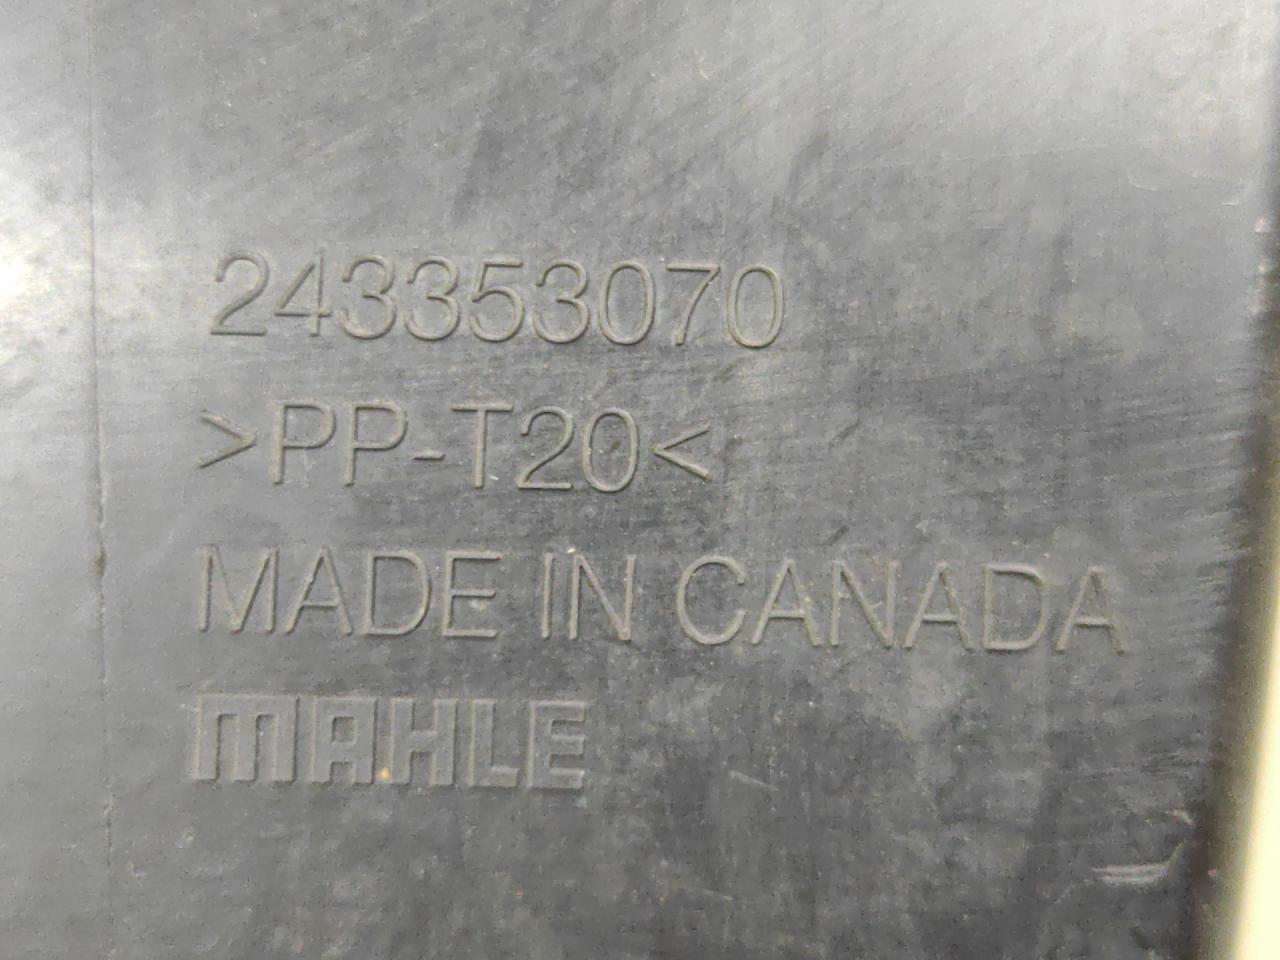 243353070
>PP-T20<
MADE IN CANADA
MAHLE